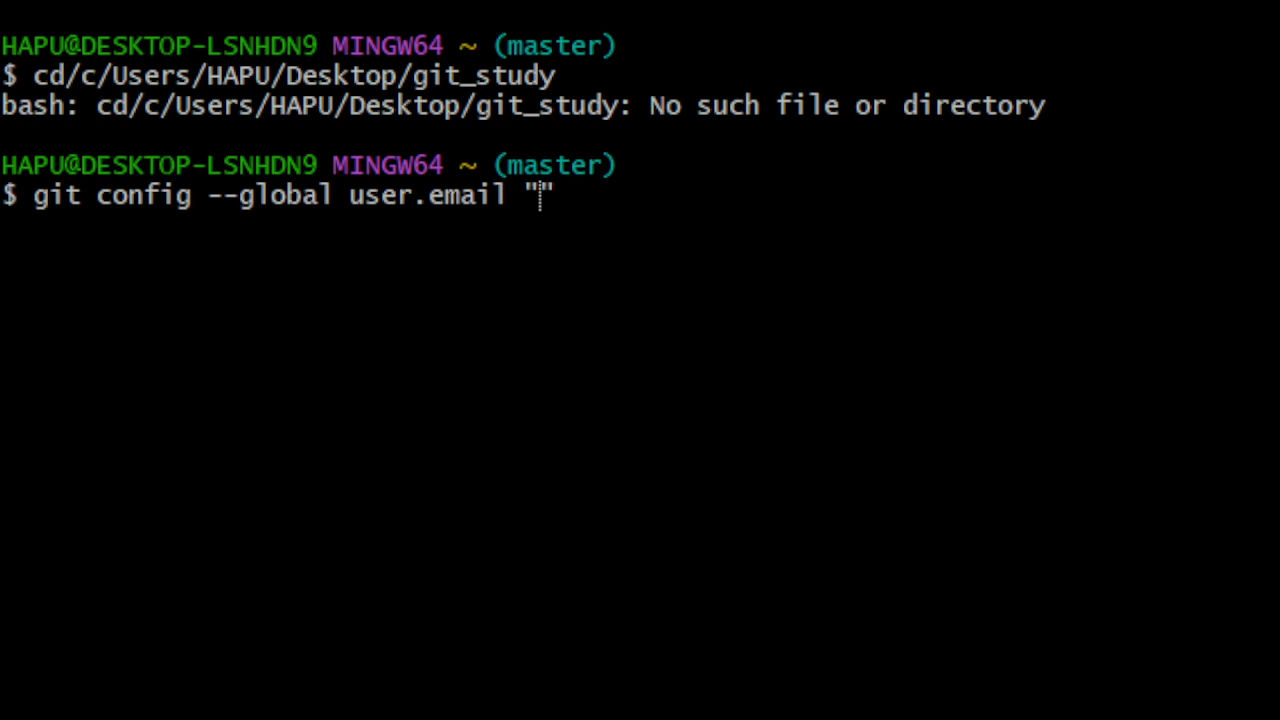 HAPU@DESKTOP-LSNHDN9 MINGW64 ~ (master)
$ cd/c/Users/HAPU/Desktop/git_study
bash: cd/c/Users/HAPU/Desktop/git_study: No such file or directory
HAPU@DESKTOP-LSNHDN9 MINGW64 ~ (master)
$ git config --global user.email ""